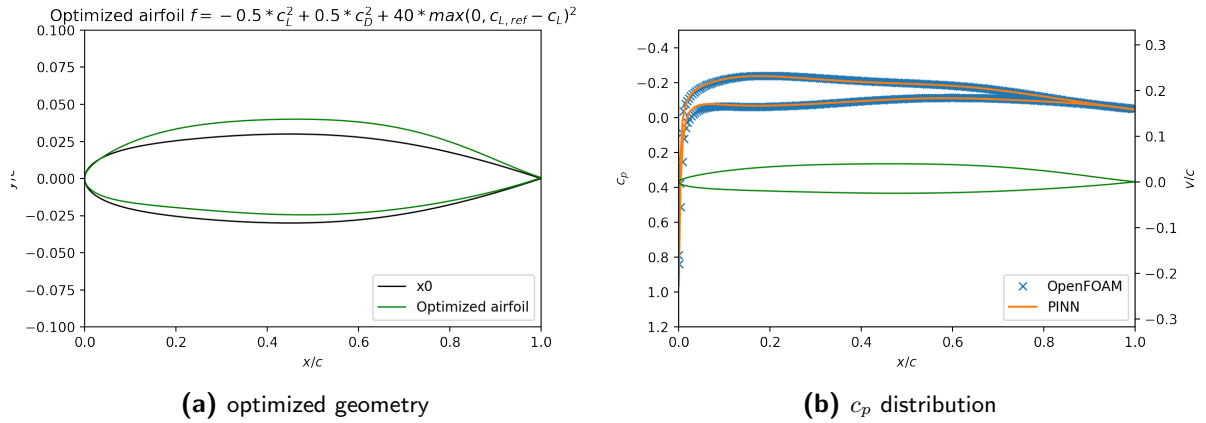 Optimized airfoil f = − 0.5 * c_L^2 + 0.5 * c_D^2 + 40 * max(0, c_{L,ref} − c_L)^2
0.100
0.075
0.050
0.025
0.000
−0.025
−0.050
−0.075
−0.100
y/c
0.0 0.2 0.4 0.6 0.8 1.0
x/c
x0
Optimized airfoil
(a) optimized geometry
−0.4
−0.2
0.0
0.2
0.4
0.6
0.8
1.0
1.2
c_p
0.3
0.2
0.1
0.0
−0.1
−0.2
−0.3
y/c
0.0 0.2 0.4 0.6 0.8 1.0
x/c
OpenFOAM
PINN
(b) c_p distribution